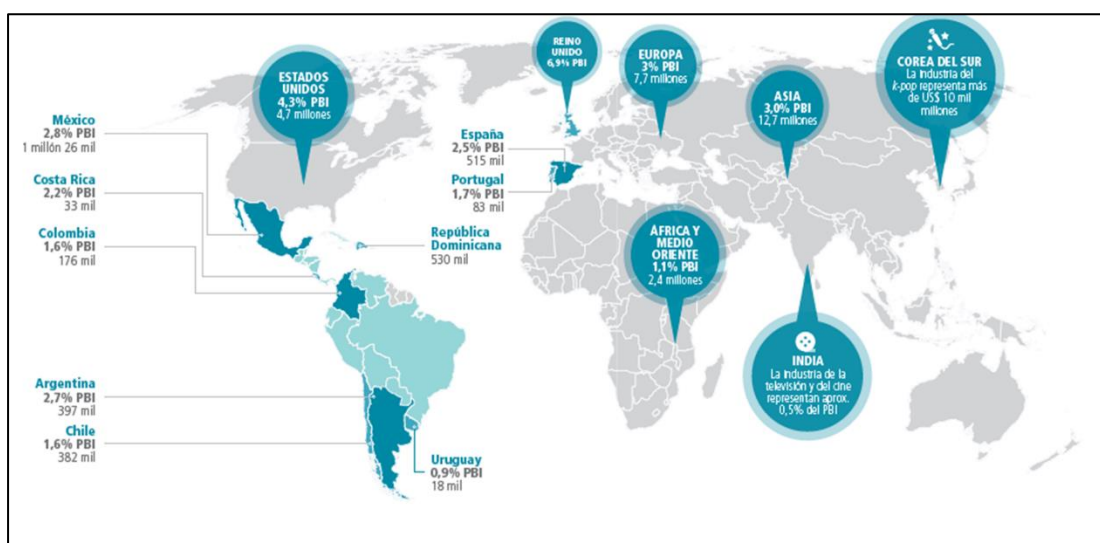 REINO
UNIDO
6,9% PBI
EUROPA
3% PBI
7,7 millones
COREA DEL SUR
La industria del
k-pop representa más
de US$ 10 mil
millones
ESTADOS
UNIDOS
4,3% PBI
4,7 millones
ASIA
3,0% PBI
12,7 millones
México
2,8% PBI
1 millón 26 mil
España
2,5% PBI
515 mil
Costa Rica
2,2% PBI
33 mil
Portugal
1,7% PBI
83 mil
Colombia
1,6% PBI
176 mil
República
Dominicana
530 mil
ÁFRICA Y
MEDIO
ORIENTE
1,1% PBI
2,4 millones
INDIA
La industria de la
televisión y del cine
representan aprox.
0,5% del PBI
Argentina
2,7% PBI
397 mil
Chile
1,6% PBI
382 mil
Uruguay
0,9% PBI
18 mil